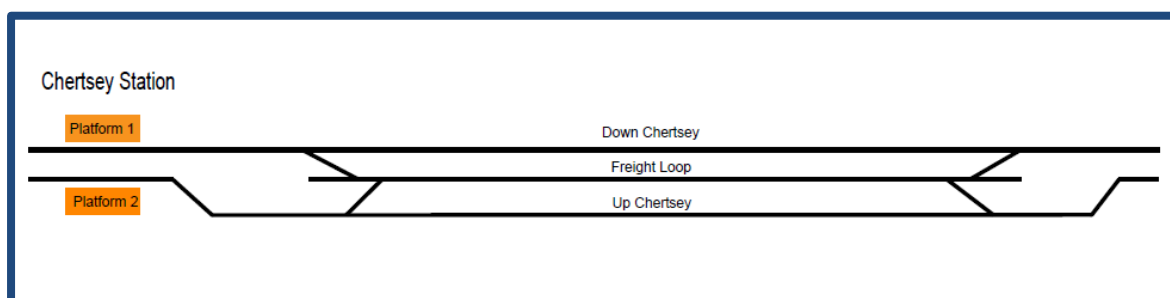 Chertsey Station
Platform 1
Down Chertsey
Freight Loop
Platform 2
Up Chertsey